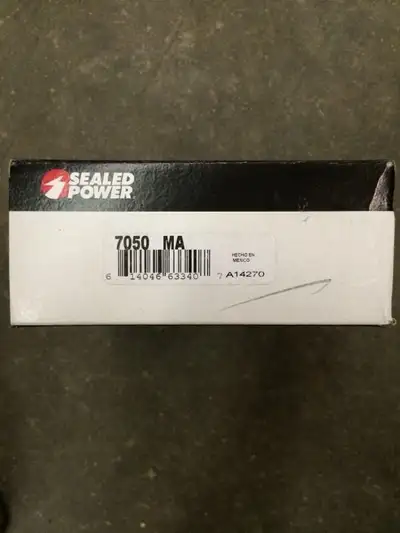 SEALED
POWER
7050 MA
HECHO EN
MEXICO
6 14046 63340 7 A14270